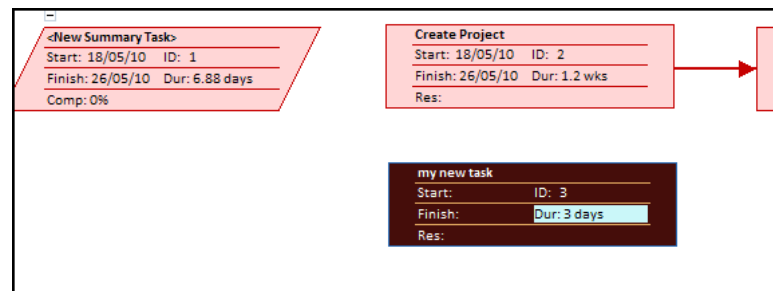 <New Summary Task>
Start: 18/05/10 ID: 1
Finish: 26/05/10 Dur: 6.88 days
Comp: 0%
Create Project
Start: 18/05/10 ID: 2
Finish: 26/05/10 Dur: 1.2 wks
Res:
my new task
Start: ID: 3
Finish: Dur: 3 days
Res: